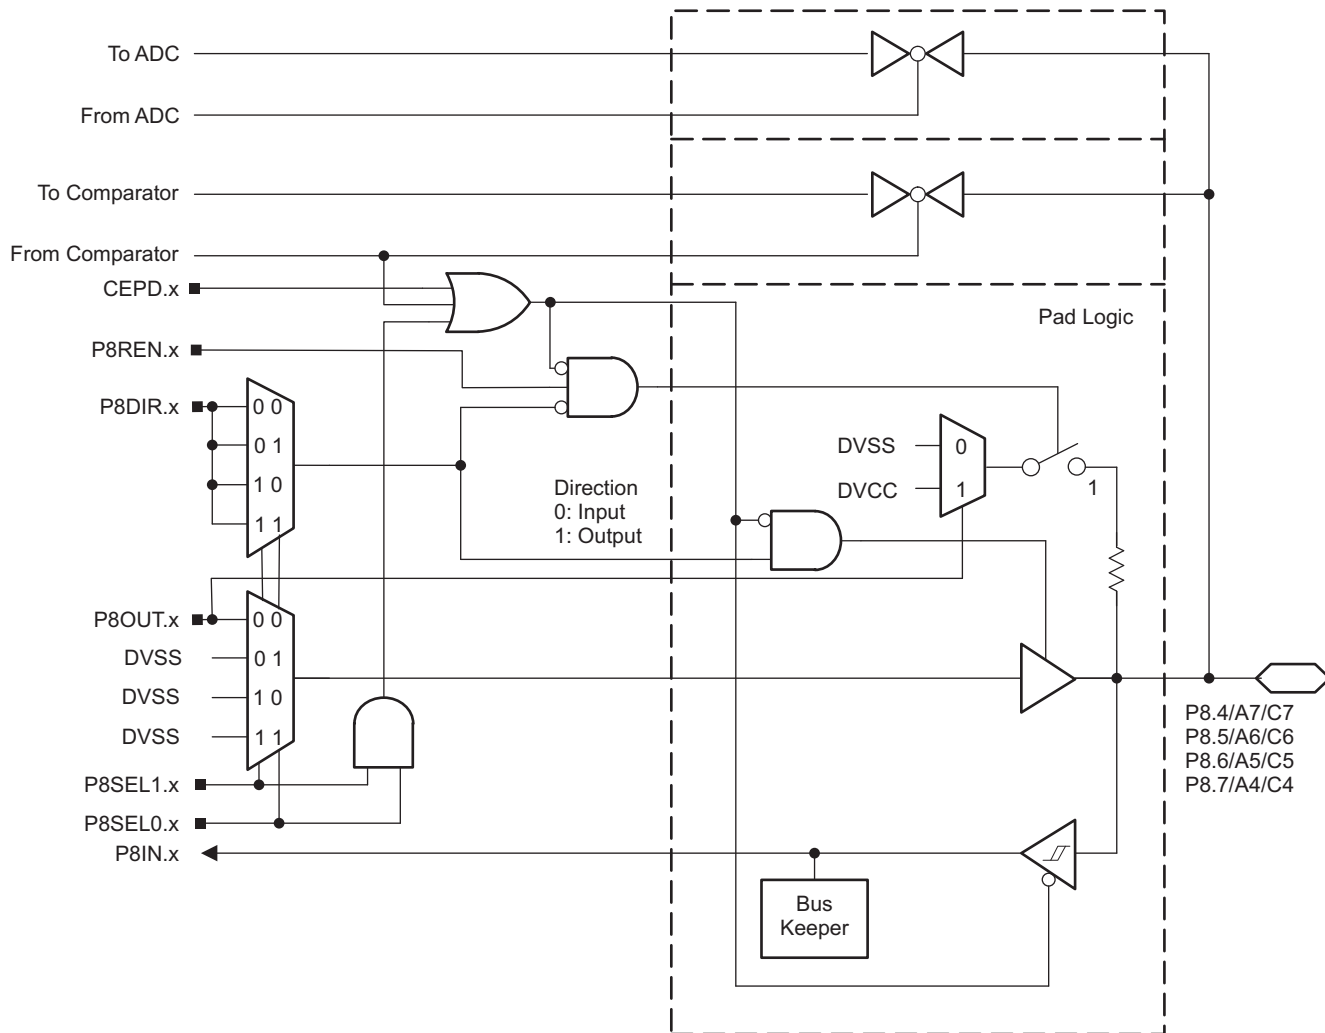 To ADC
From ADC
To Comparator
From Comparator
CEPD.x
Pad Logic
P8REN.x
P8DIR.x
0 0
0 1
1 0
1 1
DVSS
0
DVCC
1
1
Direction
0: Input
1: Output
P8OUT.x
0 0
DVSS
0 1
DVSS
1 0
DVSS
1 1
P8.4/A7/C7
P8.5/A6/C6
P8.6/A5/C5
P8.7/A4/C4
P8SEL1.x
P8SEL0.x
P8IN.x
Bus
Keeper